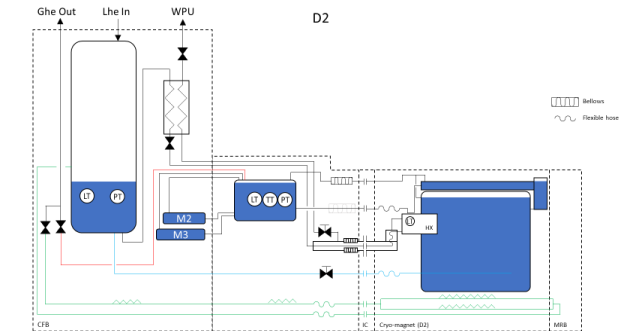 Ghe Out
Lhe In
WPU
D2
Bellows
Flexible hose
LT
PT
LT
TT
PT
M2
M3
LT
HX
CFB
IC
Cryo-magnet (D2)
MRB